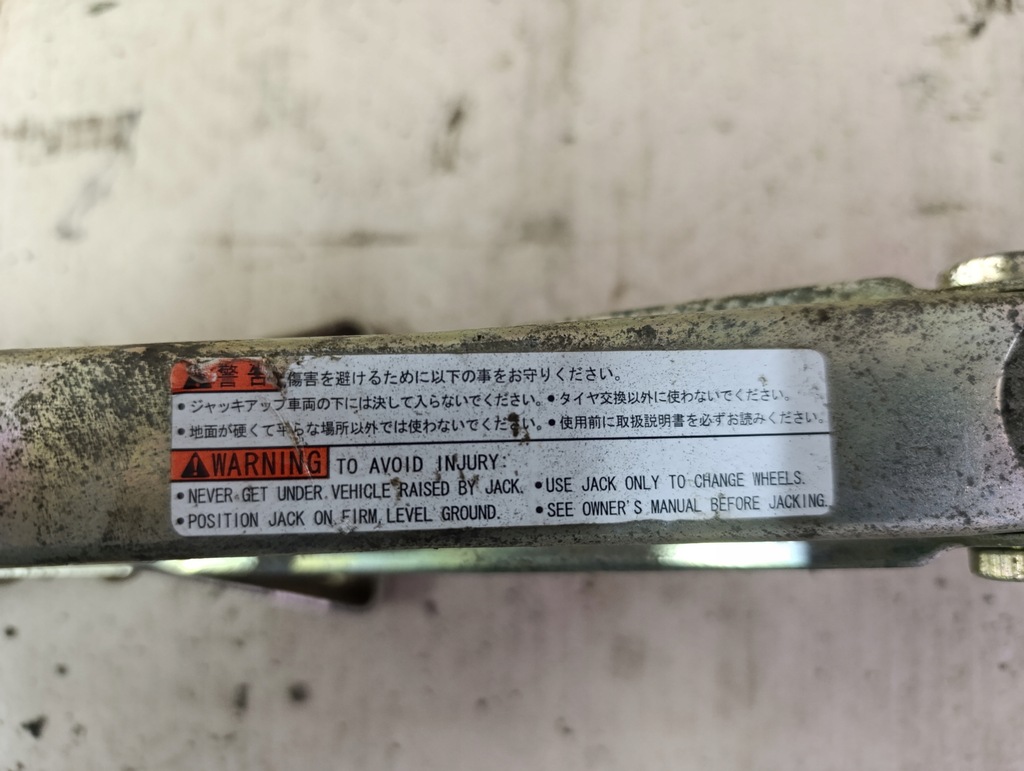 警告 傷害を避けるために以下の事をお守りください。
・ジャッキアップ車両の下には決して入らないでください。・タイヤ交換以外に使わないでください。
・地面が硬くて平らな場所以外では使わないでください。・使用前に取扱説明書を必ずお読みください。
WARNING TO AVOID INJURY:
・NEVER GET UNDER VEHICLE RAISED BY JACK. ・USE JACK ONLY TO CHANGE WHEELS.
・POSITION JACK ON FIRM LEVEL GROUND. ・SEE OWNER'S MANUAL BEFORE JACKING.